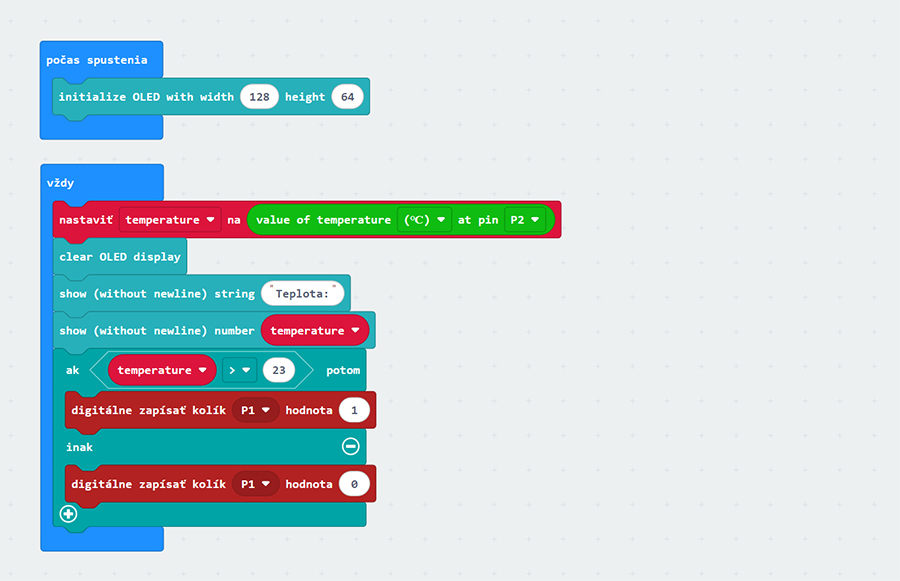 počas spustenia
initialize OLED with width 128 height 64
vždy
nastaviť temperature na value of temperature (℃) at pin P2
clear OLED display
show (without newline) string "Teplota:"
show (without newline) number temperature
ak temperature > 23 potom
digitálne zapísať kolík P1 hodnota 1
inak
digitálne zapísať kolík P1 hodnota 0